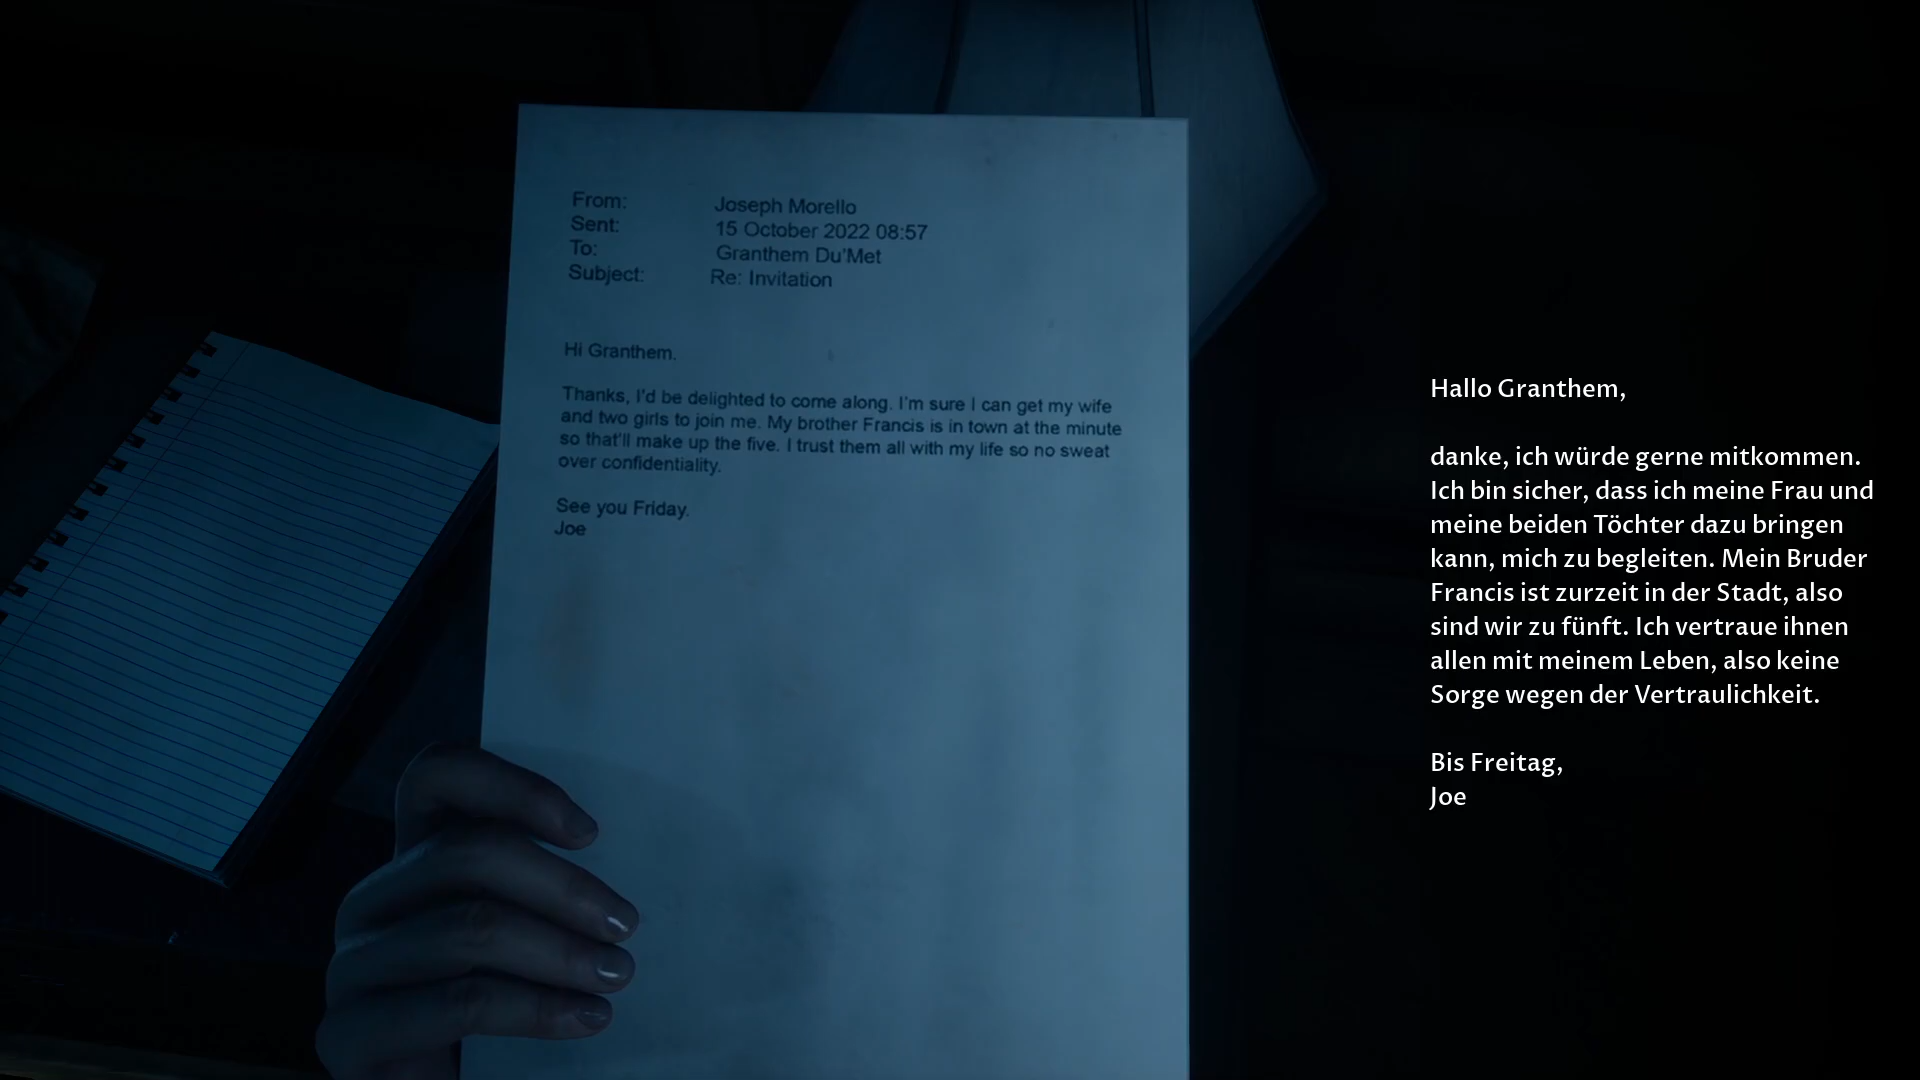 From: Joseph Morello
Sent: 15 October 2022 08:57
To: Granthem Du'Met
Subject: Re: Invitation
Hi Granthem.
Thanks, I'd be delighted to come along. I'm sure I can get my wife
and two girls to join me. My brother Francis is in town at the minute
so that'll make up the five. I trust them all with my life so no sweat
over confidentiality.
See you Friday.
Joe
Hallo Granthem,
danke, ich würde gerne mitkommen.
Ich bin sicher, dass ich meine Frau und
meine beiden Töchter dazu bringen
kann, mich zu begleiten. Mein Bruder
Francis ist zurzeit in der Stadt, also
sind wir zu fünft. Ich vertraue ihnen
allen mit meinem Leben, also keine
Sorge wegen der Vertraulichkeit.
Bis Freitag,
Joe